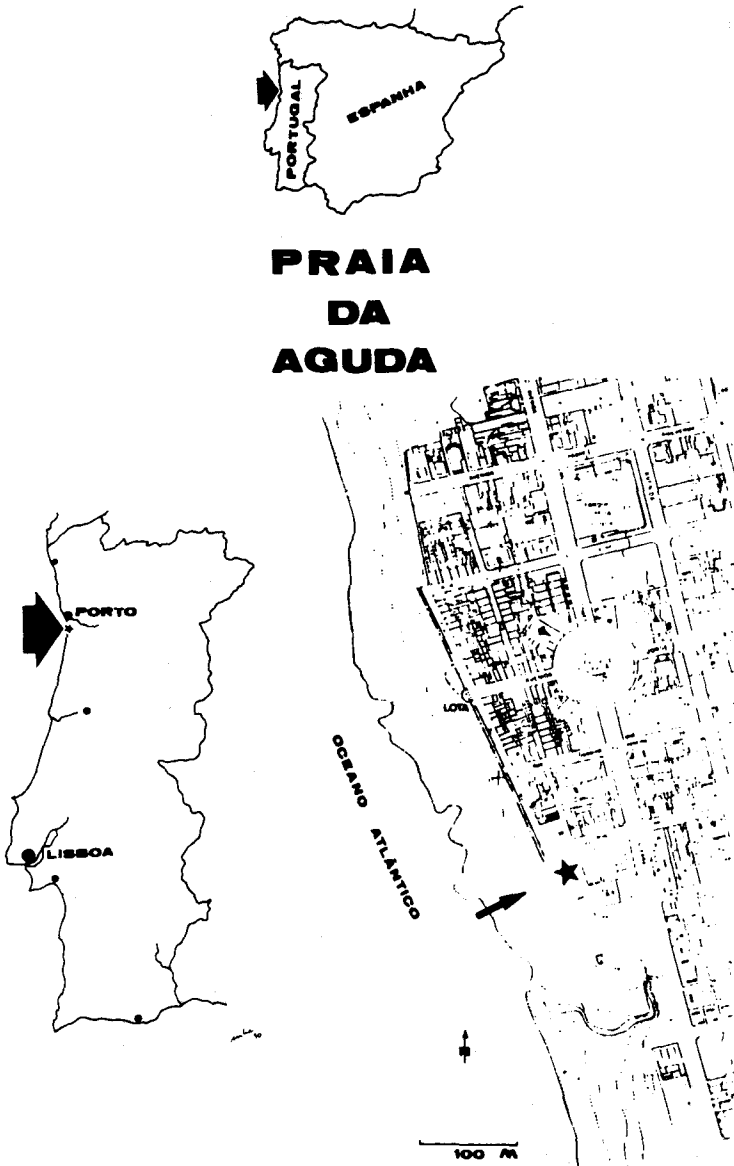 PORTUGAL
ESPANHA
PRAIA
DA
AGUDA
PORTO
LISBOA
LOTA
OCEANO ATLÂNTICO
N
100 M